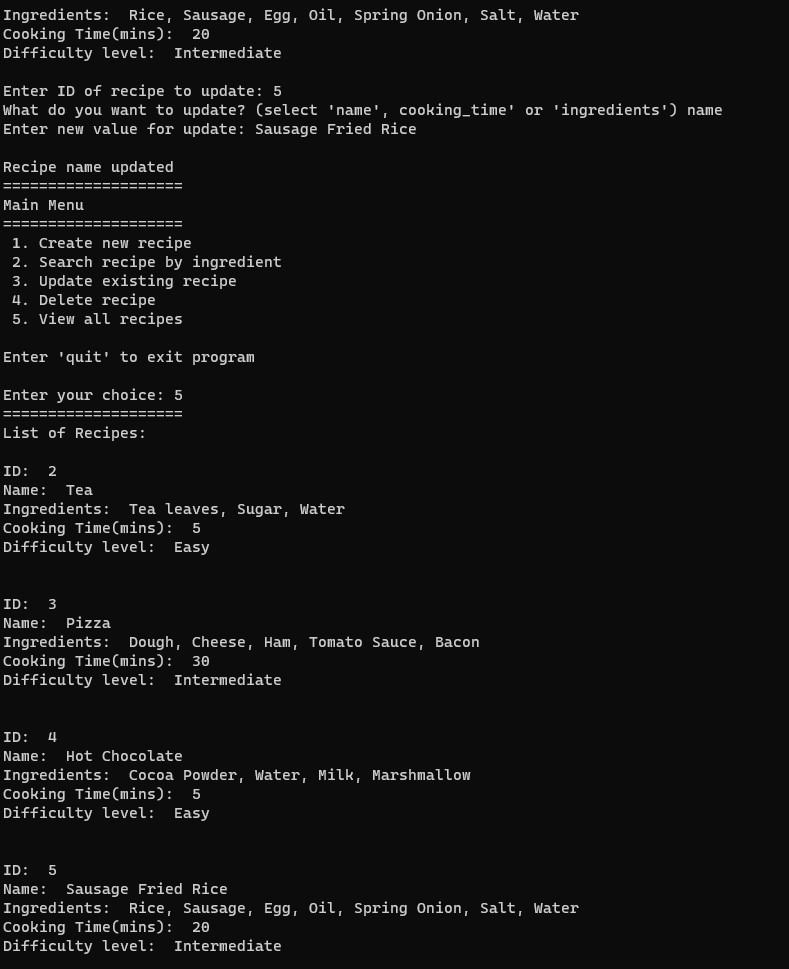 Ingredients:  Rice, Sausage, Egg, Oil, Spring Onion, Salt, Water
Cooking Time(mins):  20
Difficulty level:  Intermediate
Enter ID of recipe to update: 5
What do you want to update? (select 'name', cooking_time' or 'ingredients') name
Enter new value for update: Sausage Fried Rice
Recipe name updated
====================
Main Menu
====================
 1. Create new recipe
 2. Search recipe by ingredient
 3. Update existing recipe
 4. Delete recipe
 5. View all recipes
Enter 'quit' to exit program
Enter your choice: 5
====================
List of Recipes:
ID:  2
Name:  Tea
Ingredients:  Tea leaves, Sugar, Water
Cooking Time(mins):  5
Difficulty level:  Easy
ID:  3
Name:  Pizza
Ingredients:  Dough, Cheese, Ham, Tomato Sauce, Bacon
Cooking Time(mins):  30
Difficulty level:  Intermediate
ID:  4
Name:  Hot Chocolate
Ingredients:  Cocoa Powder, Water, Milk, Marshmallow
Cooking Time(mins):  5
Difficulty level:  Easy
ID:  5
Name:  Sausage Fried Rice
Ingredients:  Rice, Sausage, Egg, Oil, Spring Onion, Salt, Water
Cooking Time(mins):  20
Difficulty level:  Intermediate